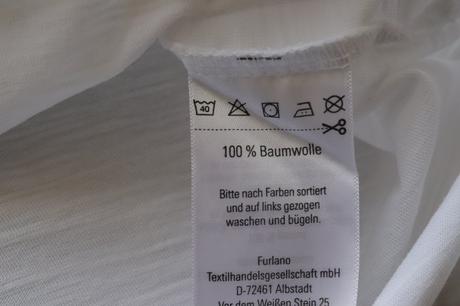 40
100 % Baumwolle
Bitte nach Farben sortiert
und auf links gezogen
waschen und bügeln.
Furlano
Textilhandelsgesellschaft mbH
D-72461 Albstadt
Vor dem Weißen Stein 25